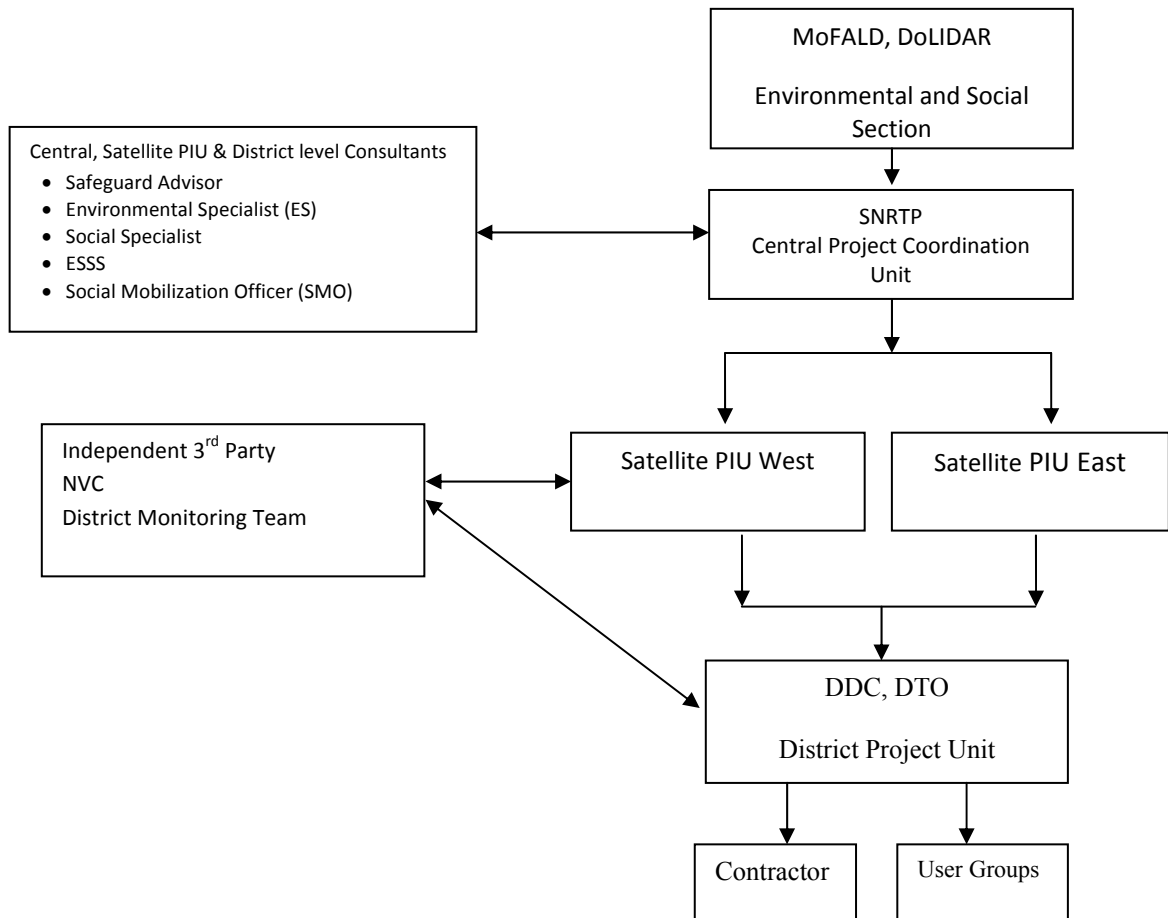 MoFALD, DoLIDAR
Environmental and Social
Section
Central, Satellite PIU & District level Consultants
• Safeguard Advisor
• Environmental Specialist (ES)
• Social Specialist
• ESSS
• Social Mobilization Officer (SMO)
SNRTP
Central Project Coordination
Unit
Independent 3rd Party
NVC
District Monitoring Team
Satellite PIU West
Satellite PIU East
DDC, DTO
District Project Unit
Contractor
User Groups